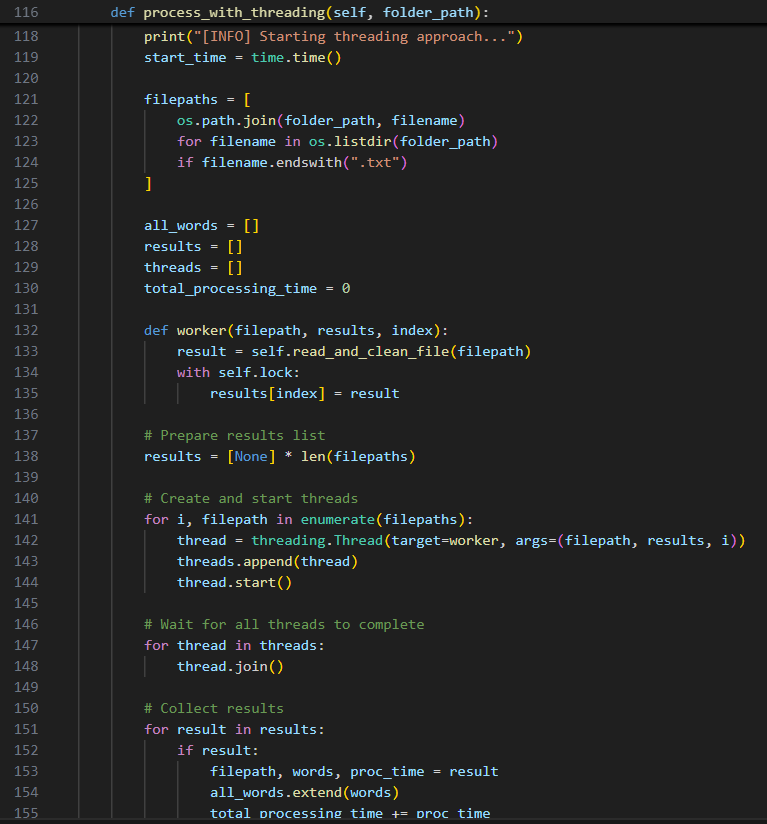 116 def process_with_threading(self, folder_path):
118 print("[INFO] Starting threading approach...")
119 start_time = time.time()
120
121 filepaths = [
122 os.path.join(folder_path, filename)
123 for filename in os.listdir(folder_path)
124 if filename.endswith(".txt")
125 ]
126
127 all_words = []
128 results = []
129 threads = []
130 total_processing_time = 0
131
132 def worker(filepath, results, index):
133 result = self.read_and_clean_file(filepath)
134 with self.lock:
135 results[index] = result
136
137 # Prepare results list
138 results = [None] * len(filepaths)
139
140 # Create and start threads
141 for i, filepath in enumerate(filepaths):
142 thread = threading.Thread(target=worker, args=(filepath, results, i))
143 threads.append(thread)
144 thread.start()
145
146 # Wait for all threads to complete
147 for thread in threads:
148 thread.join()
149
150 # Collect results
151 for result in results:
152 if result:
153 filepath, words, proc_time = result
154 all_words.extend(words)
155 total_processing_time += proc_time